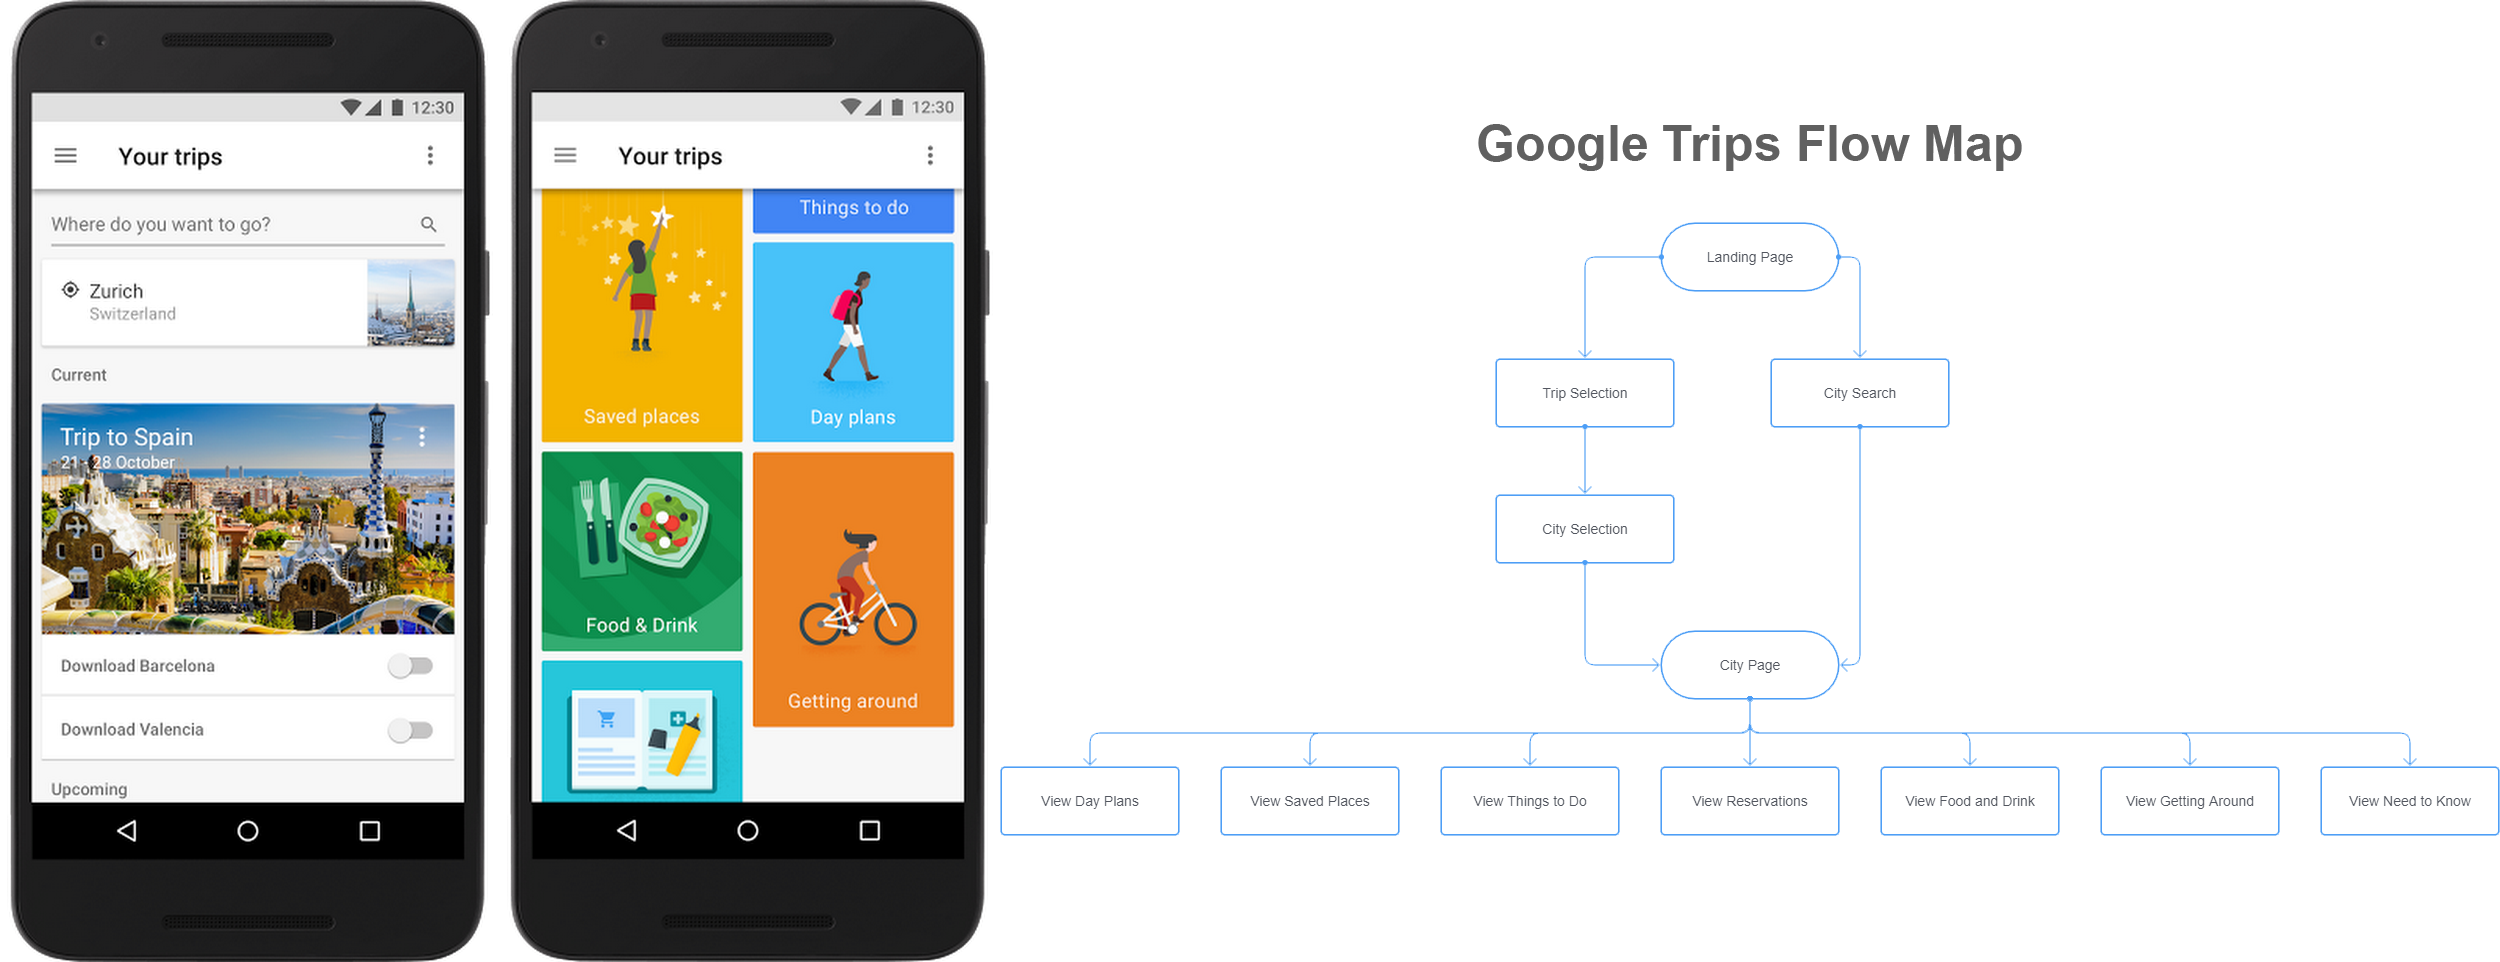 12:30
Your trips
Where do you want to go?
Zurich
Switzerland
Current
Trip to Spain
21 - 28 October
Download Barcelona
Download Valencia
Upcoming
12:30
Your trips
Things to do
Saved places
Day plans
Food & Drink
Getting around
Google Trips Flow Map
Landing Page
Trip Selection
City Search
City Selection
City Page
View Day Plans
View Saved Places
View Things to Do
View Reservations
View Food and Drink
View Getting Around
View Need to Know